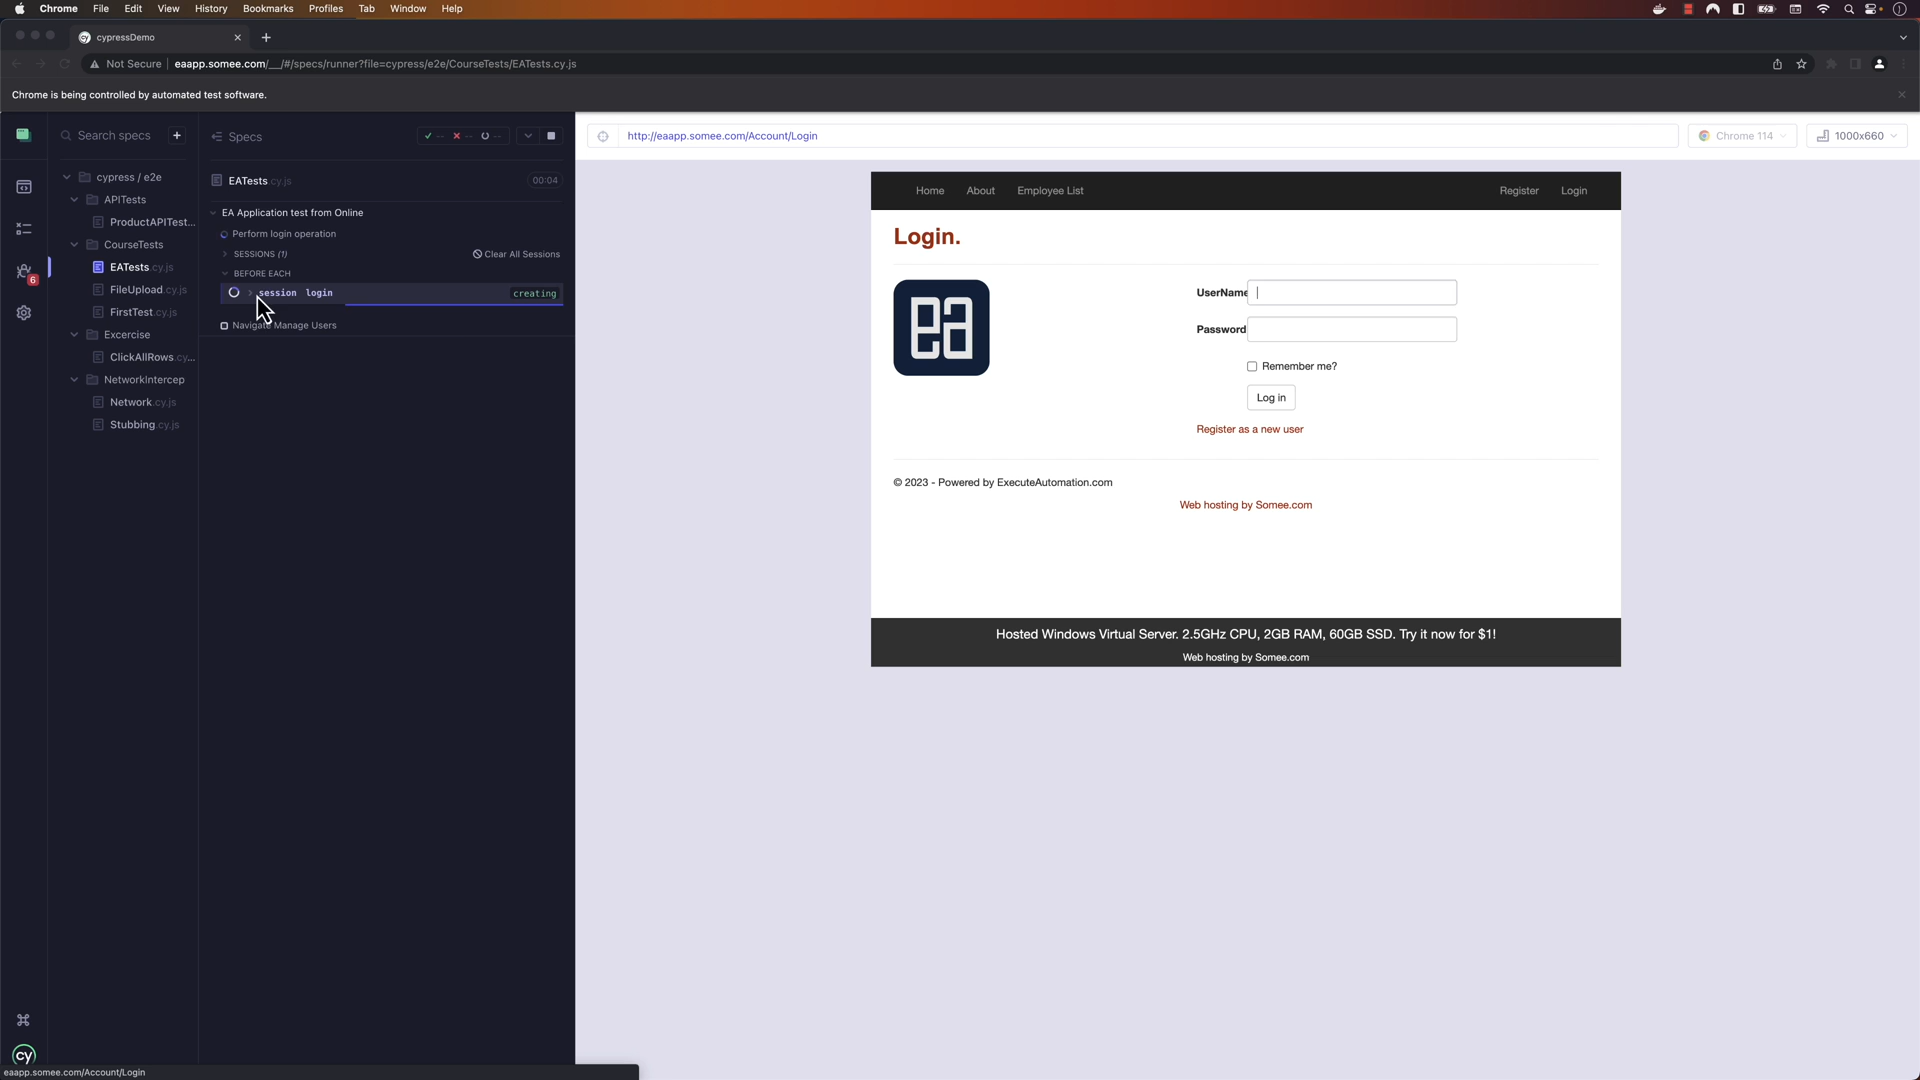 Chrome File Edit View History Bookmarks Profiles Tab Window Help
cypressDemo
Not Secure eaapp.somee.com/__/#/specs/runner?file=cypress/e2e/CourseTests/EATests.cy.js
Chrome is being controlled by automated test software.
Search specs +
cypress / e2e
APITests
ProductAPITest...
CourseTests
EATests.cy.js
FileUpload.cy.js
FirstTest.cy.js
Excercise
ClickAllRows.cy...
NetworkIntercep
Network.cy.js
Stubbing.cy.js
6
cy
Specs -- -- --
EATests.cy.js 00:04
EA Application test from Online
Perform login operation
SESSIONS (1) Clear All Sessions
BEFORE EACH
session login creating
Navigate Manage Users
http://eaapp.somee.com/Account/Login Chrome 114 1000x660
Home About Employee List Register Login
Login.
ea
UserName
Password
Remember me?
Log in
Register as a new user
© 2023 - Powered by ExecuteAutomation.com
Web hosting by Somee.com
Hosted Windows Virtual Server. 2.5GHz CPU, 2GB RAM, 60GB SSD. Try it now for $1!
Web hosting by Somee.com
eaapp.somee.com/Account/Login